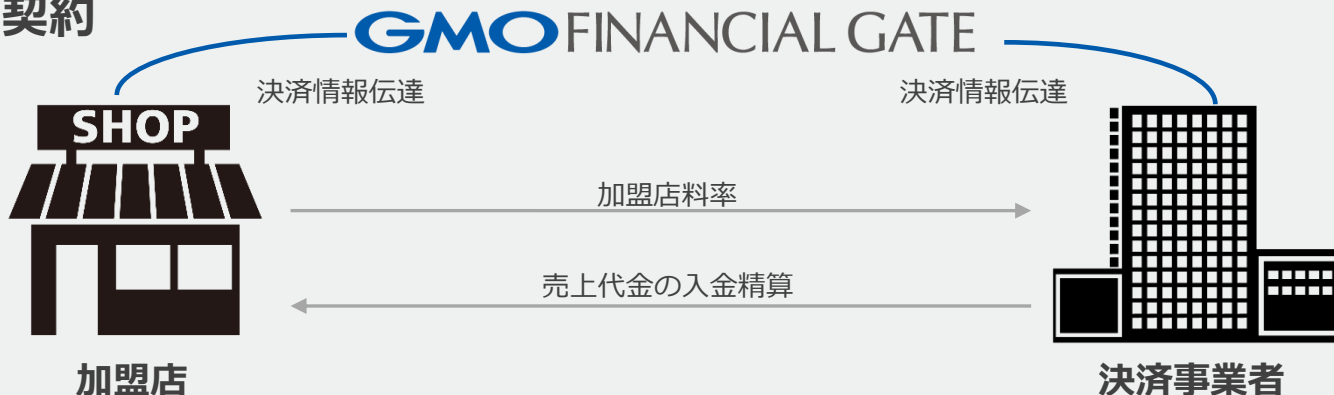 契約
GMO FINANCIAL GATE
決済情報伝達
決済情報伝達
SHOP
加盟店料率
売上代金の入金精算
加盟店
決済事業者